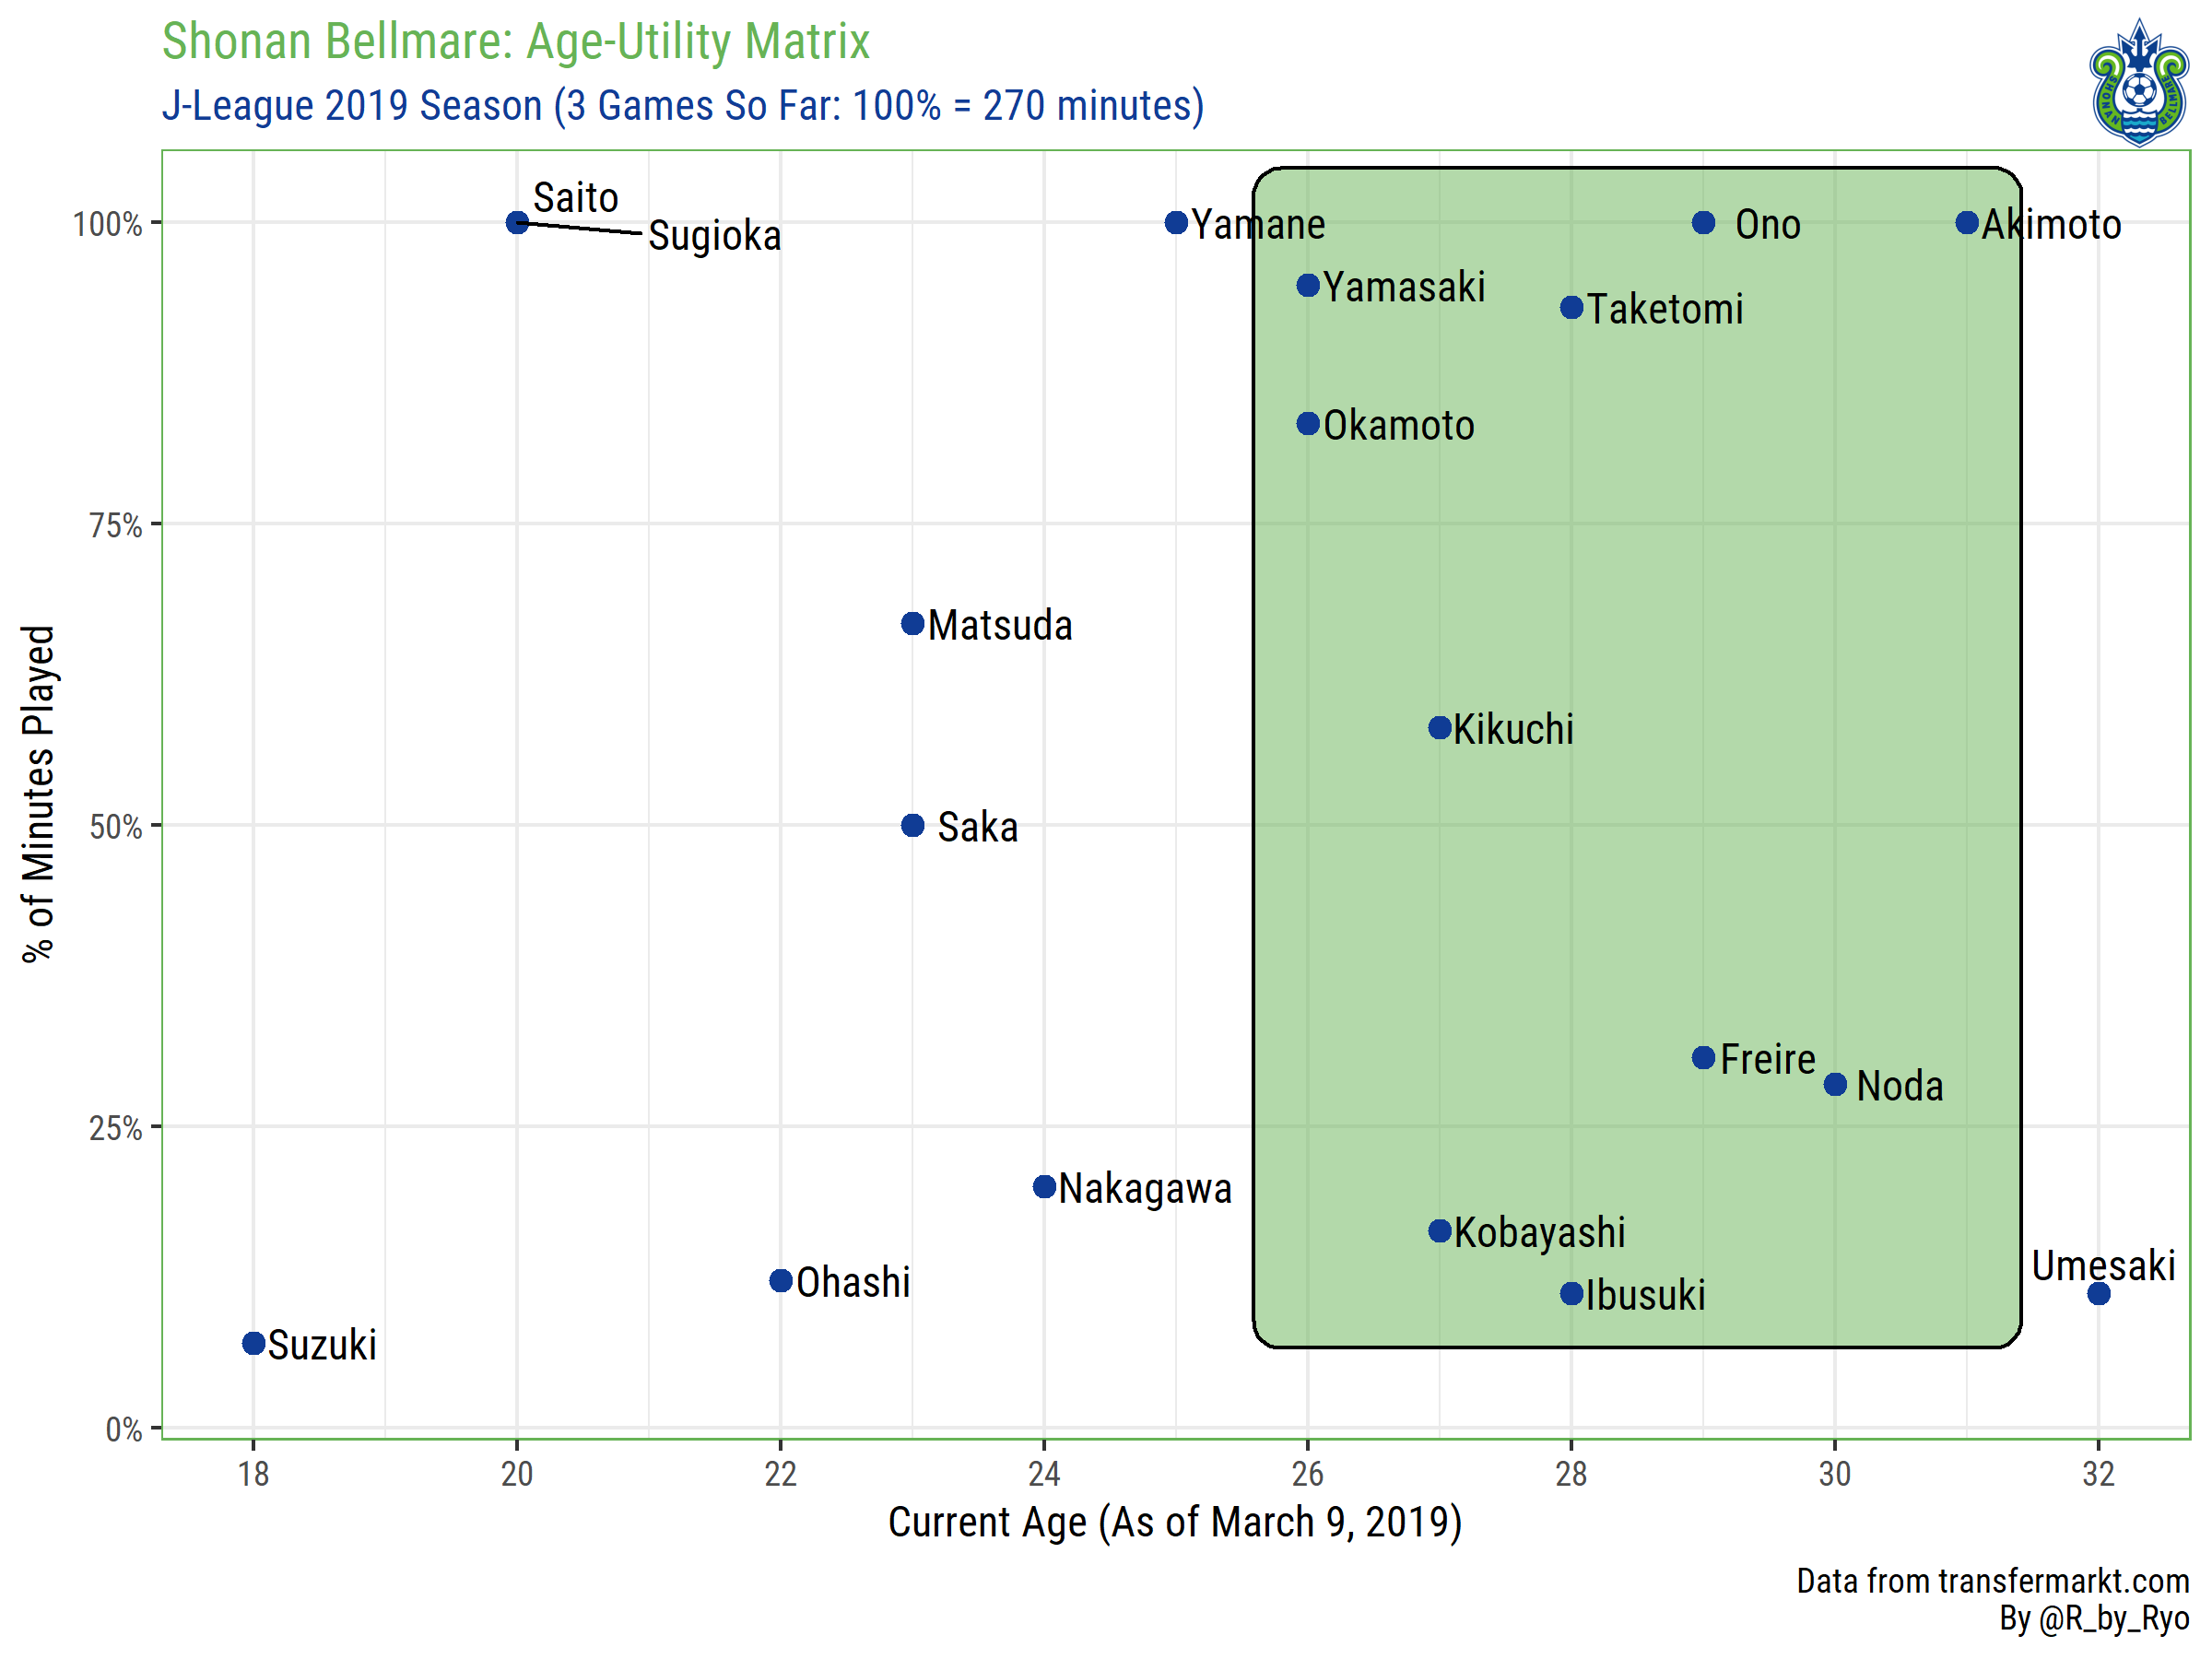 Shonan Bellmare: Age-Utility Matrix
J-League 2019 Season (3 Games So Far: 100% = 270 minutes)
SHONAN BELLMARE
% of Minutes Played
100%
75%
50%
25%
0%
Saito
Sugioka
Yamane
Ono
Akimoto
Yamasaki
Taketomi
Okamoto
Matsuda
Kikuchi
Saka
Freire
Noda
Nakagawa
Kobayashi
Umesaki
Ohashi
Ibusuki
Suzuki
18 20 22 24 26 28 30 32
Current Age (As of March 9, 2019)
Data from transfermarkt.com
By @R_by_Ryo